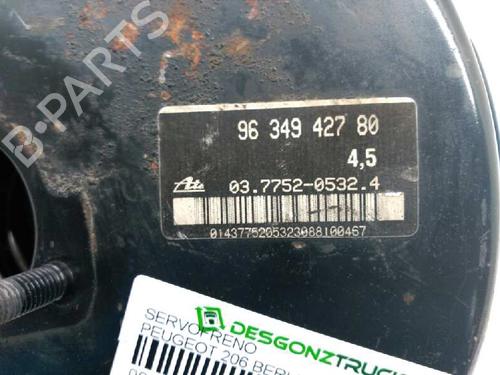 B-PARTS
96 349 427 80
4,5
Ate 03.7752-0532.4
0143775205323088100467
DESGONZTRUCK
SERVOFRENO
PEUGEOT 206